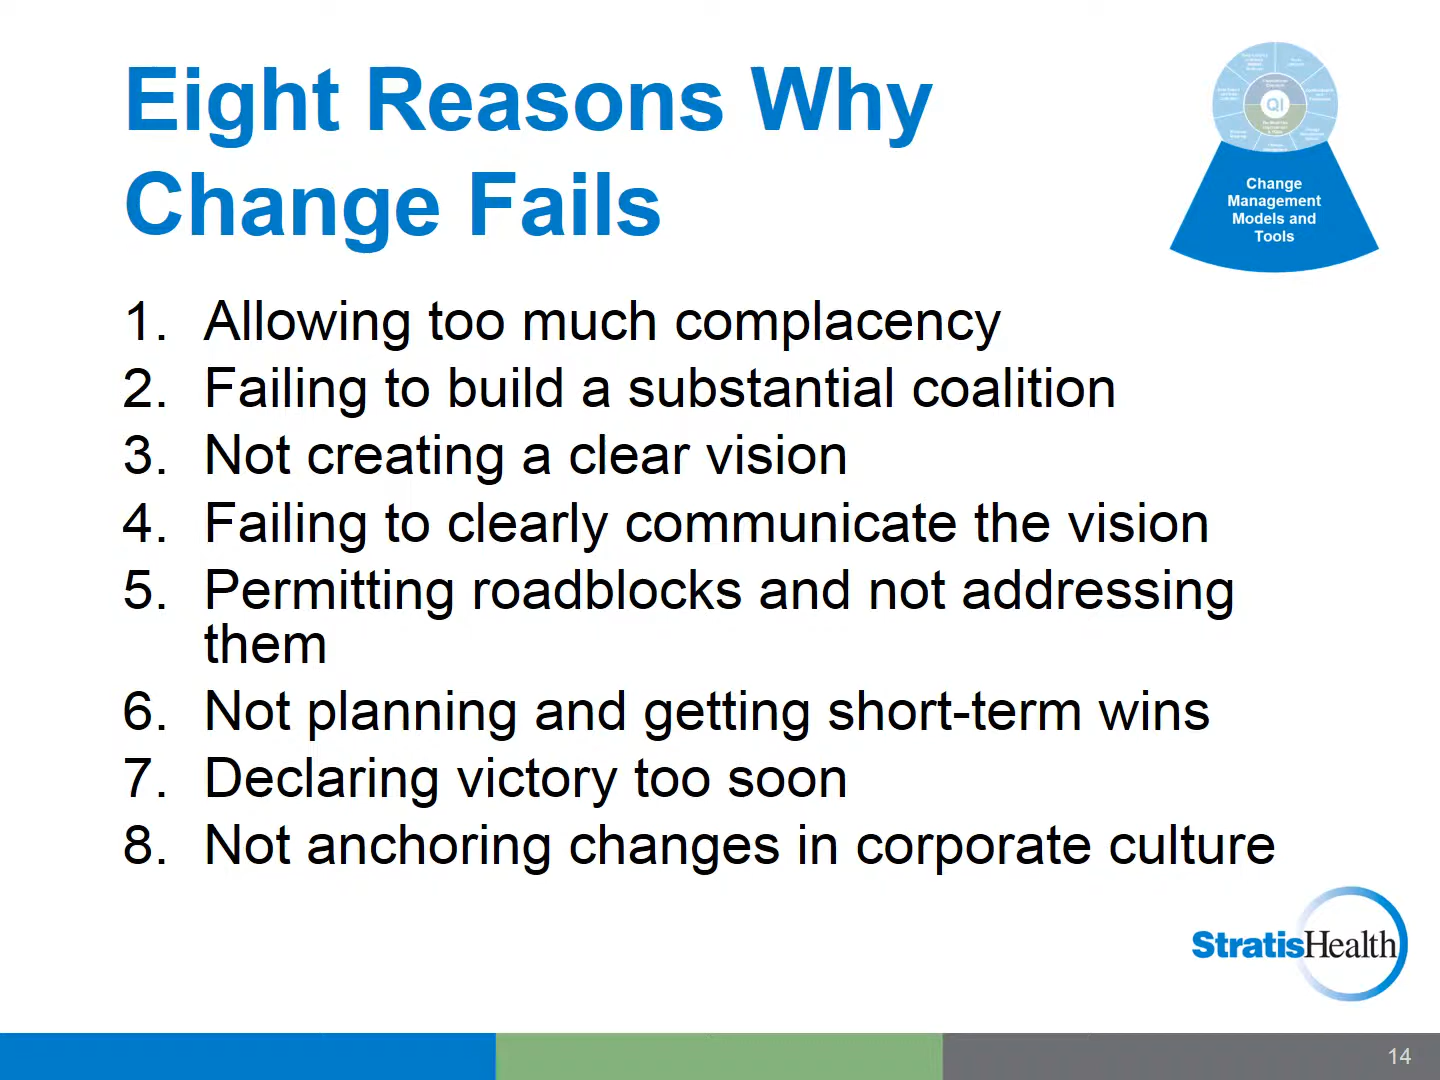 Eight Reasons Why
Change Fails
QI
Change
Management
Models and
Tools
1. Allowing too much complacency
2. Failing to build a substantial coalition
3. Not creating a clear vision
4. Failing to clearly communicate the vision
5. Permitting roadblocks and not addressing
them
6. Not planning and getting short-term wins
7. Declaring victory too soon
8. Not anchoring changes in corporate culture
StratisHealth
14